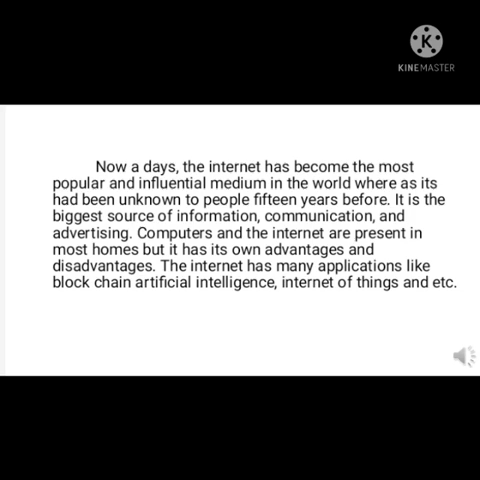 K
KINEMASTER
Now a days, the internet has become the most
popular and influential medium in the world where as its
had been unknown to people fifteen years before. It is the
biggest source of information, communication, and
advertising. Computers and the internet are present in
most homes but it has its own advantages and
disadvantages. The internet has many applications like
block chain artificial intelligence, internet of things and etc.